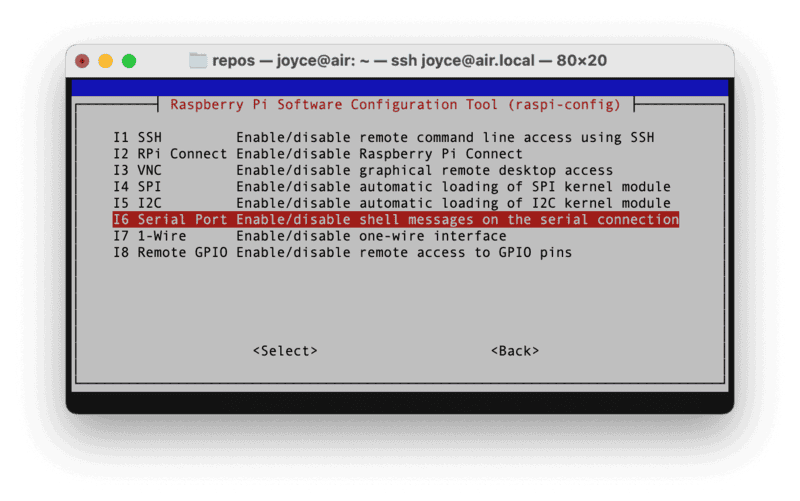 repos — joyce@air: ~ — ssh joyce@air.local — 80×20
Raspberry Pi Software Configuration Tool (raspi-config)
I1 SSH Enable/disable remote command line access using SSH
I2 RPi Connect Enable/disable Raspberry Pi Connect
I3 VNC Enable/disable graphical remote desktop access
I4 SPI Enable/disable automatic loading of SPI kernel module
I5 I2C Enable/disable automatic loading of I2C kernel module
I6 Serial Port Enable/disable shell messages on the serial connection
I7 1-Wire Enable/disable one-wire interface
I8 Remote GPIO Enable/disable remote access to GPIO pins
<Select> <Back>